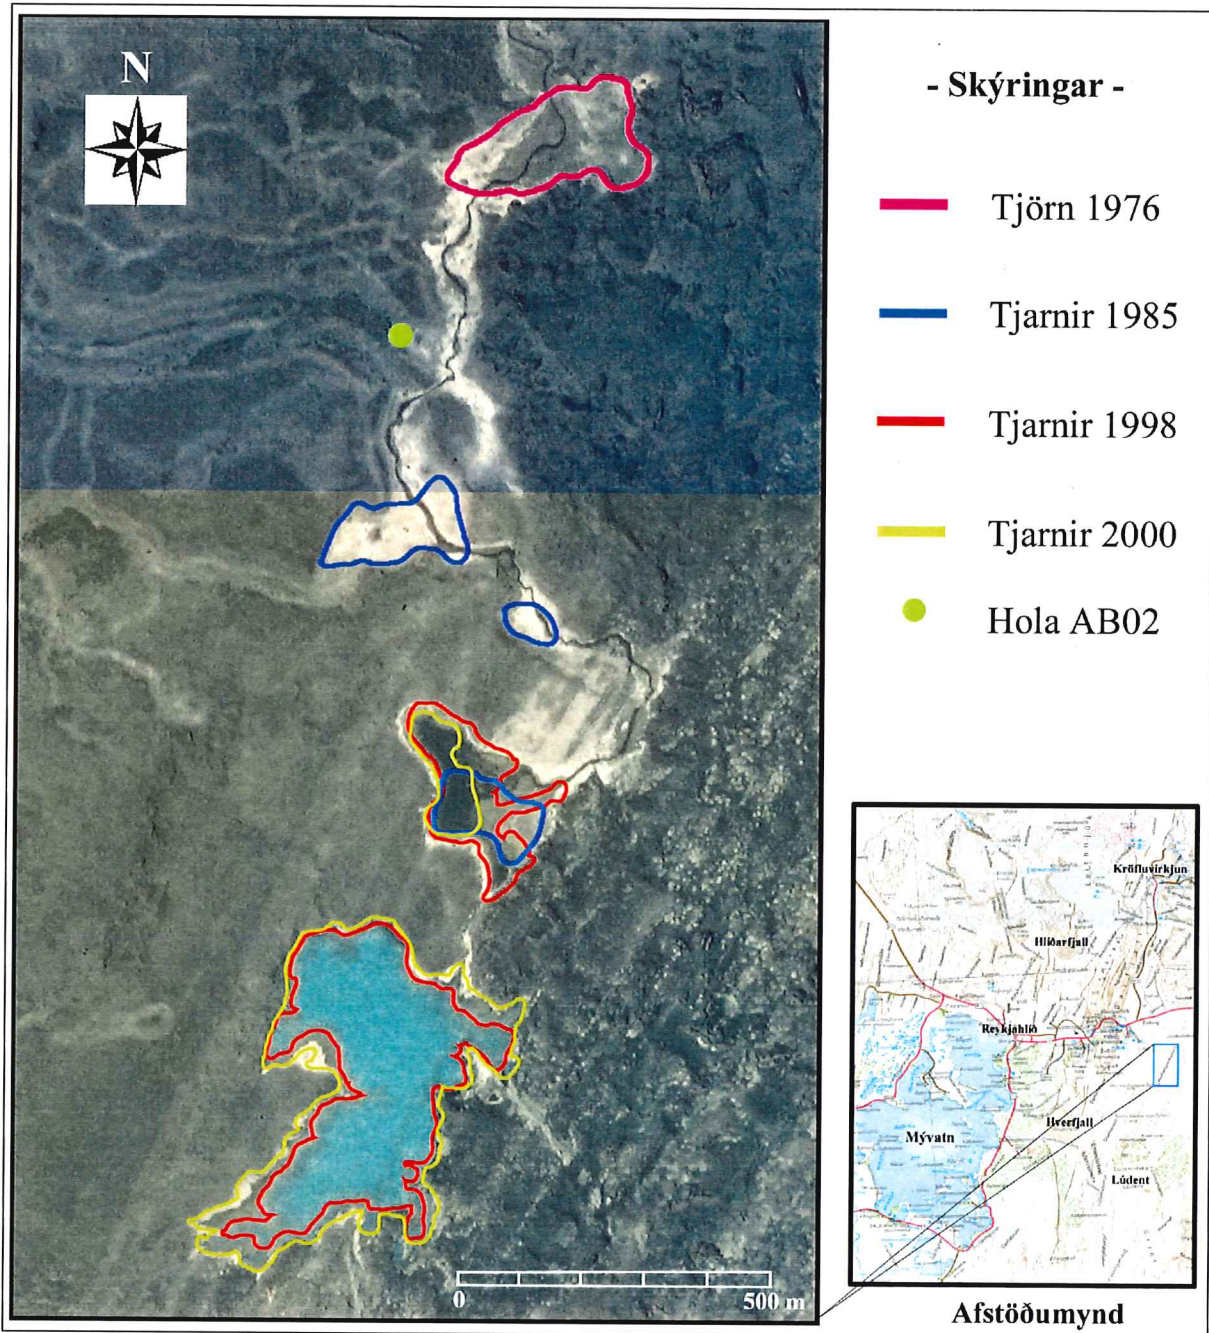 N
- Skýringar -
Tjörn 1976
Tjarnir 1985
Tjarnir 1998
Tjarnir 2000
Hola AB02
0
500 m
Kröfluvirkjun
Hlíðarfjall
Reykjahlíð
Hverfjall
Mývatn
Lúdent
Afstöðumynd